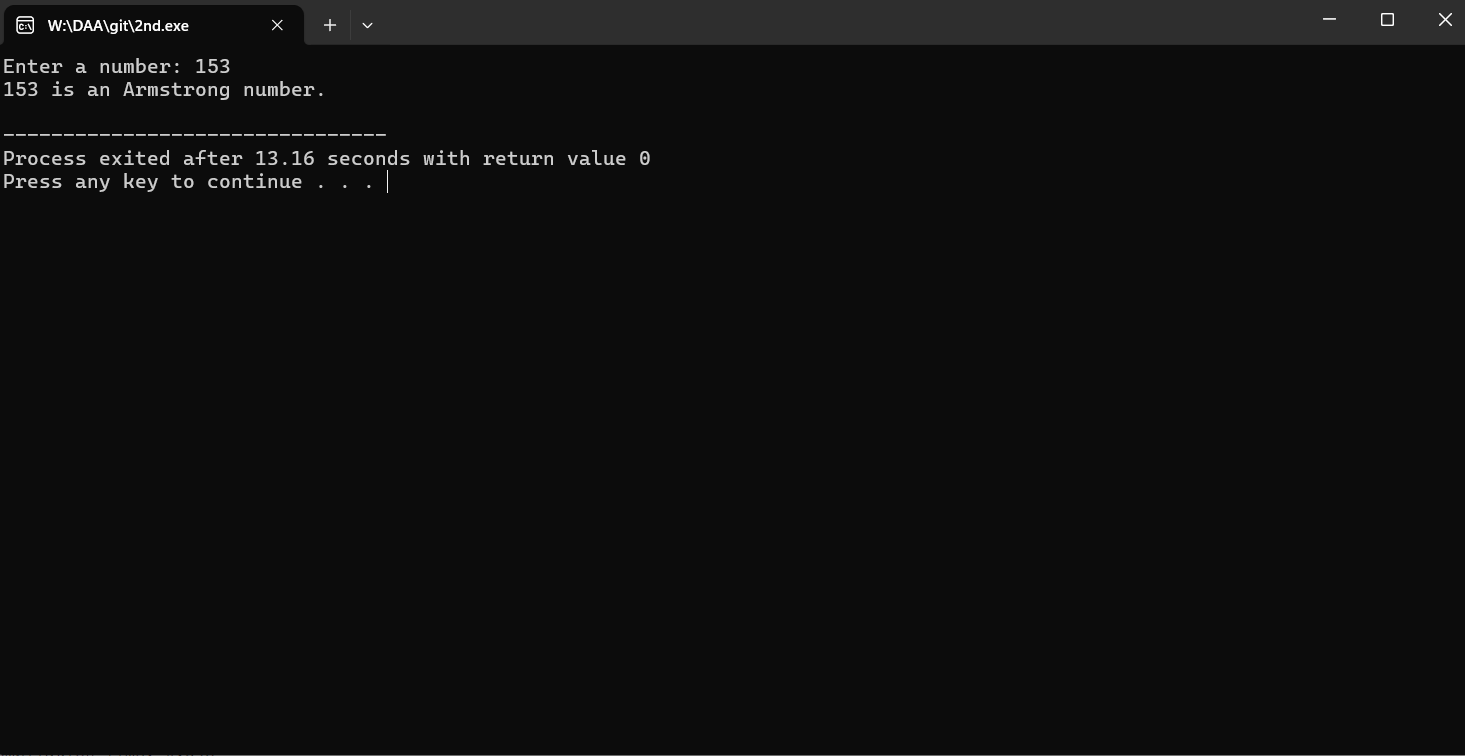 W:\DAA\git\2nd.exe
Enter a number: 153
153 is an Armstrong number.
--------------------------------
Process exited after 13.16 seconds with return value 0
Press any key to continue . . .